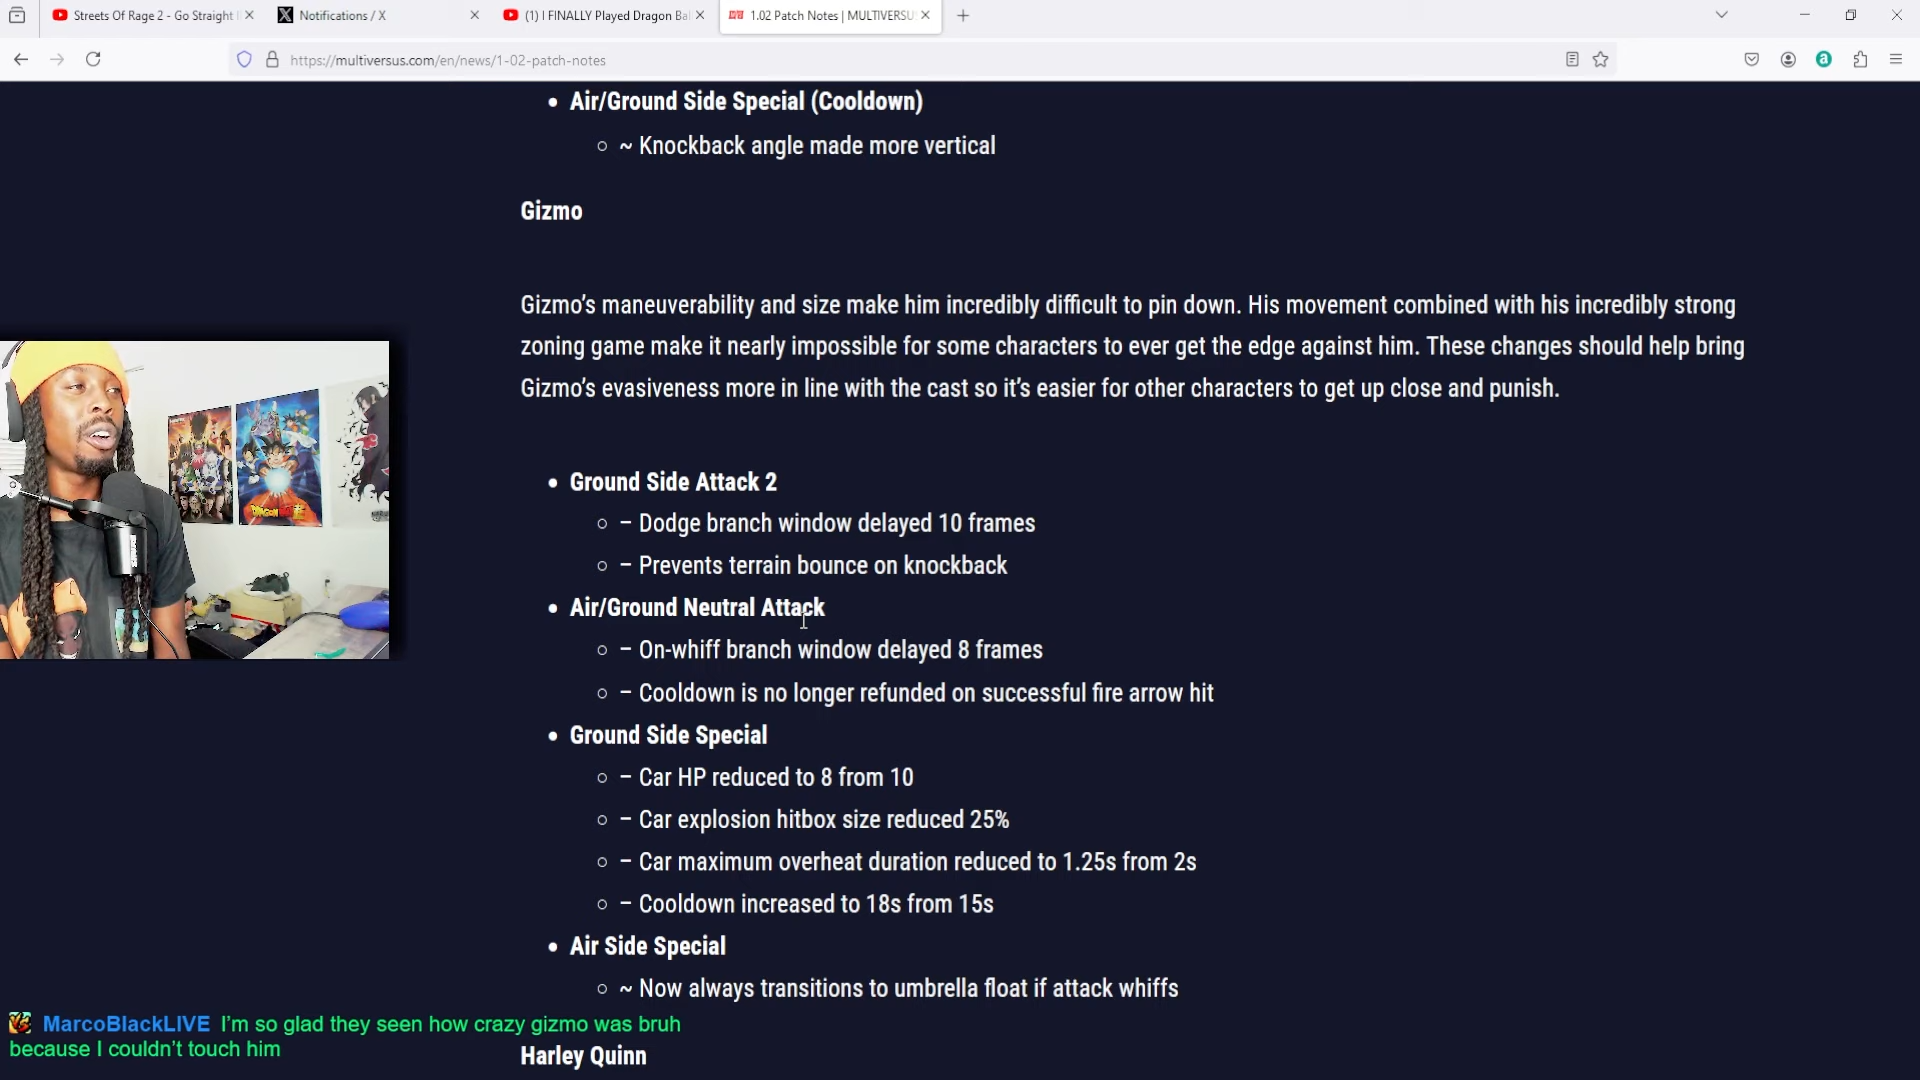 Streets Of Rage 2 - Go Straight
Notifications / X
(1) I FINALLY Played Dragon Bal
1.02 Patch Notes | MULTIVERSU
https://multiversus.com/en/news/1-02-patch-notes
a
• Air/Ground Side Special (Cooldown)
○ ~ Knockback angle made more vertical
Gizmo
Gizmo’s maneuverability and size make him incredibly difficult to pin down. His movement combined with his incredibly strong
zoning game make it nearly impossible for some characters to ever get the edge against him. These changes should help bring
Gizmo’s evasiveness more in line with the cast so it’s easier for other characters to get up close and punish.
• Ground Side Attack 2
○ – Dodge branch window delayed 10 frames
○ – Prevents terrain bounce on knockback
• Air/Ground Neutral Attack
○ – On-whiff branch window delayed 8 frames
○ – Cooldown is no longer refunded on successful fire arrow hit
• Ground Side Special
○ – Car HP reduced to 8 from 10
○ – Car explosion hitbox size reduced 25%
○ – Car maximum overheat duration reduced to 1.25s from 2s
○ – Cooldown increased to 18s from 15s
• Air Side Special
○ ~ Now always transitions to umbrella float if attack whiffs
Harley Quinn
DRAGON BALL
MarcoBlackLIVE I’m so glad they seen how crazy gizmo was bruh
because I couldn’t touch him